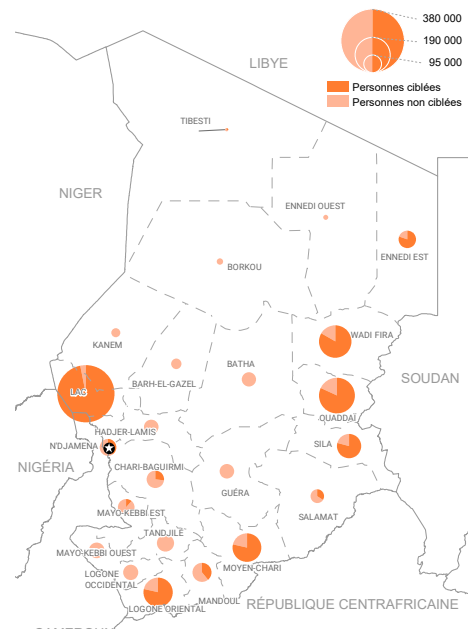 380 000
190 000
95 000
Personnes ciblées
Personnes non ciblées
LIBYE
TIBESTI
NIGER
ENNEDI OUEST
ENNEDI EST
BORKOU
KANEM
WADI FIRA
BATHA
BARH-EL-GAZEL
SOUDAN
LAC
OUADDAÏ
HADJER-LAMIS
N'DJAMENA
SILA
NIGÉRIA
CHARI-BAGUIRMI
GUÉRA
MAYO-KEBBI EST
SALAMAT
TANDJILÉ
MAYO-KEBBI OUEST
MOYEN-CHARI
LOGONE
OCCIDENTAL
MANDOUL
LOGONE ORIENTAL
RÉPUBLIQUE CENTRAFRICAINE